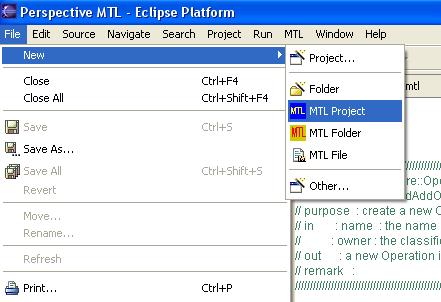 Perspective MTL - Eclipse Platform
File Edit Source Navigate Search Project Run MTL Window Help
New
Close Ctrl+F4
Close All Ctrl+Shift+F4
Save Ctrl+S
Save As...
Save All Ctrl+Shift+S
Revert
Move...
Rename...
Refresh
Print... Ctrl+P
Project...
Folder
MTL MTL Project
MTL MTL Folder
MTL File
Other...
mtl
////////////////////////////////
re::Ope
dAddO
// purpose : create a new O
// in : name : the name
// : owner : the classifi
// out : a new Operation i
// remark :
////////////////////////////////